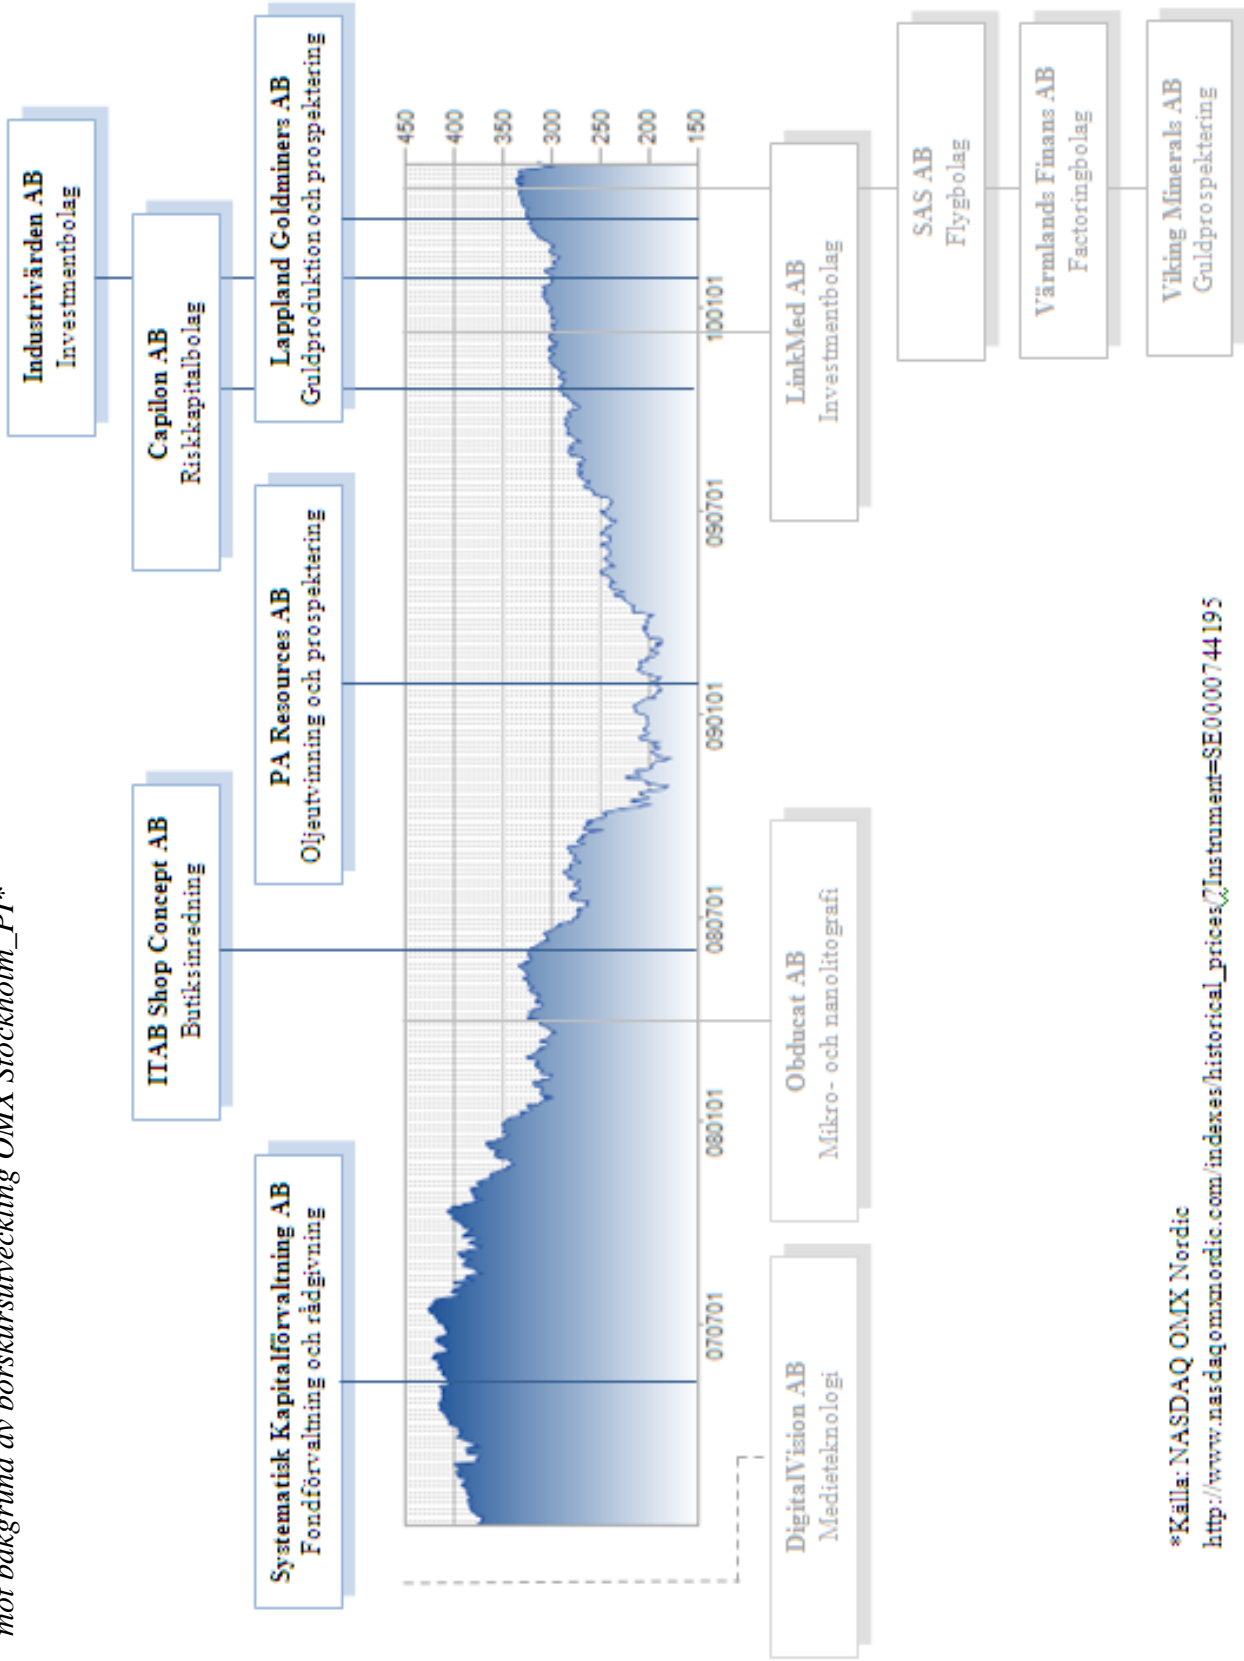 mot bakgrund av börskursutveckling OMX Stockholm_PI*
Industrivärden AB
Investmentbolag
ITAB Shop Concept AB
Butiksinredning
Capilon AB
Riskkapitalbolag
Systematisk Kapitalförvaltning AB
Fondförvaltning och rådgivning
PA Resources AB
Oljeutvinning och prospektering
Lappland Goldminers AB
Guldproduktion och prospektering
450
400
350
300
250
200
150
070701
080101
080701
090101
090701
100101
DigitalVision AB
Medieteknologi
Obducat AB
Mikro- och nanolitografi
LinkMed AB
Investmentbolag
SAS AB
Flygbolag
Värmlands Finans AB
Factoringbolag
Viking Minerals AB
Guldprospektering
*Källa: NASDAQ OMX Nordic
http://www.nasdaqomxnordic.com/indexes/historical_prices/?Instrument=SE0000744195